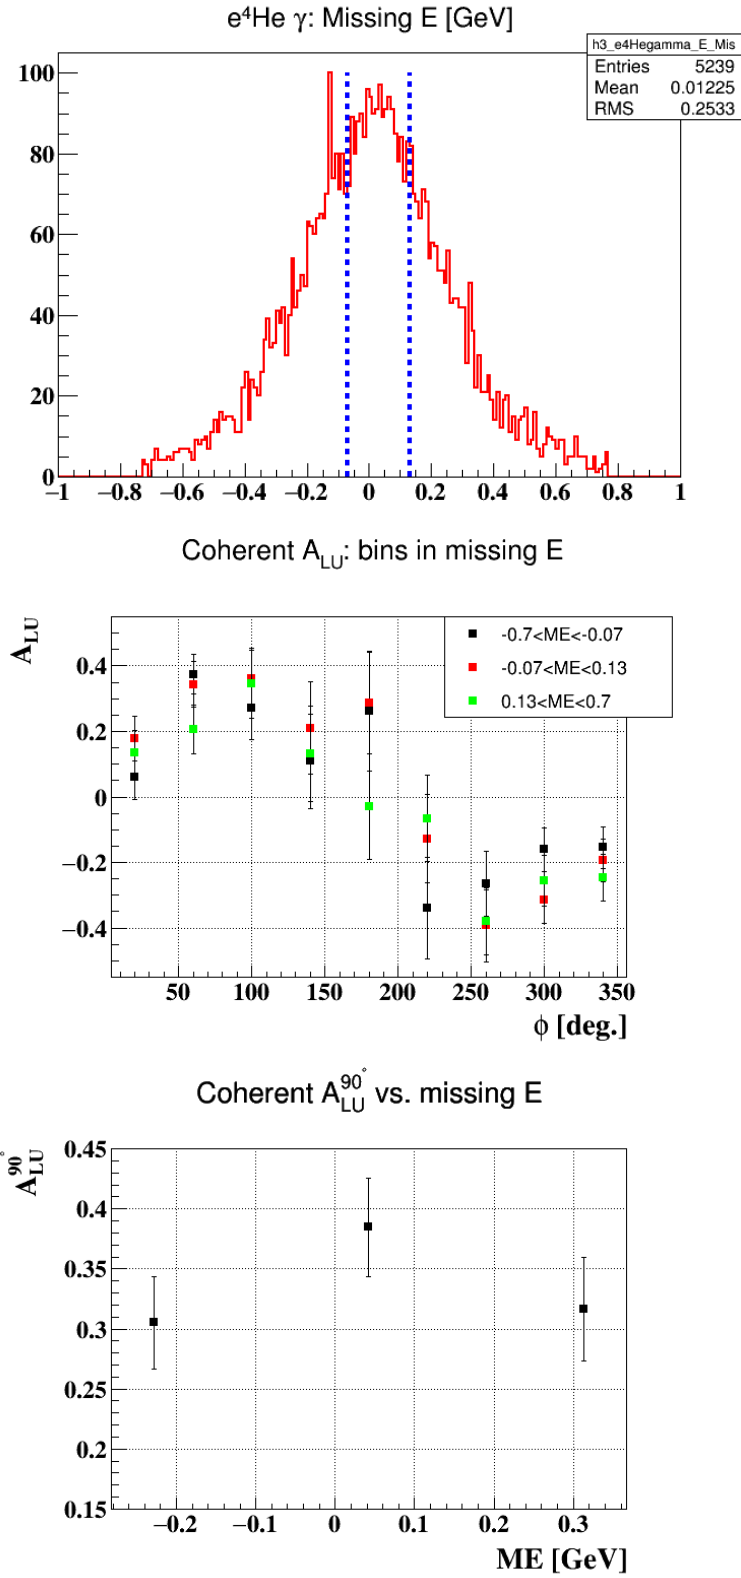 e⁴He γ: Missing E [GeV]
h3_e4Hegamma_E_Mis
Entries 5239
Mean 0.01225
RMS 0.2533
100
80
60
40
20
0
−1 −0.8 −0.6 −0.4 −0.2 0 0.2 0.4 0.6 0.8 1
Coherent A_LU: bins in missing E
A_LU
-0.7<ME<-0.07
-0.07<ME<0.13
0.13<ME<0.7
0.4
0.2
0
−0.2
−0.4
50 100 150 200 250 300 350
ϕ [deg.]
Coherent A_LU^90° vs. missing E
A_LU^90°
0.45
0.4
0.35
0.3
0.25
0.2
0.15
−0.2 −0.1 0 0.1 0.2 0.3
ME [GeV]